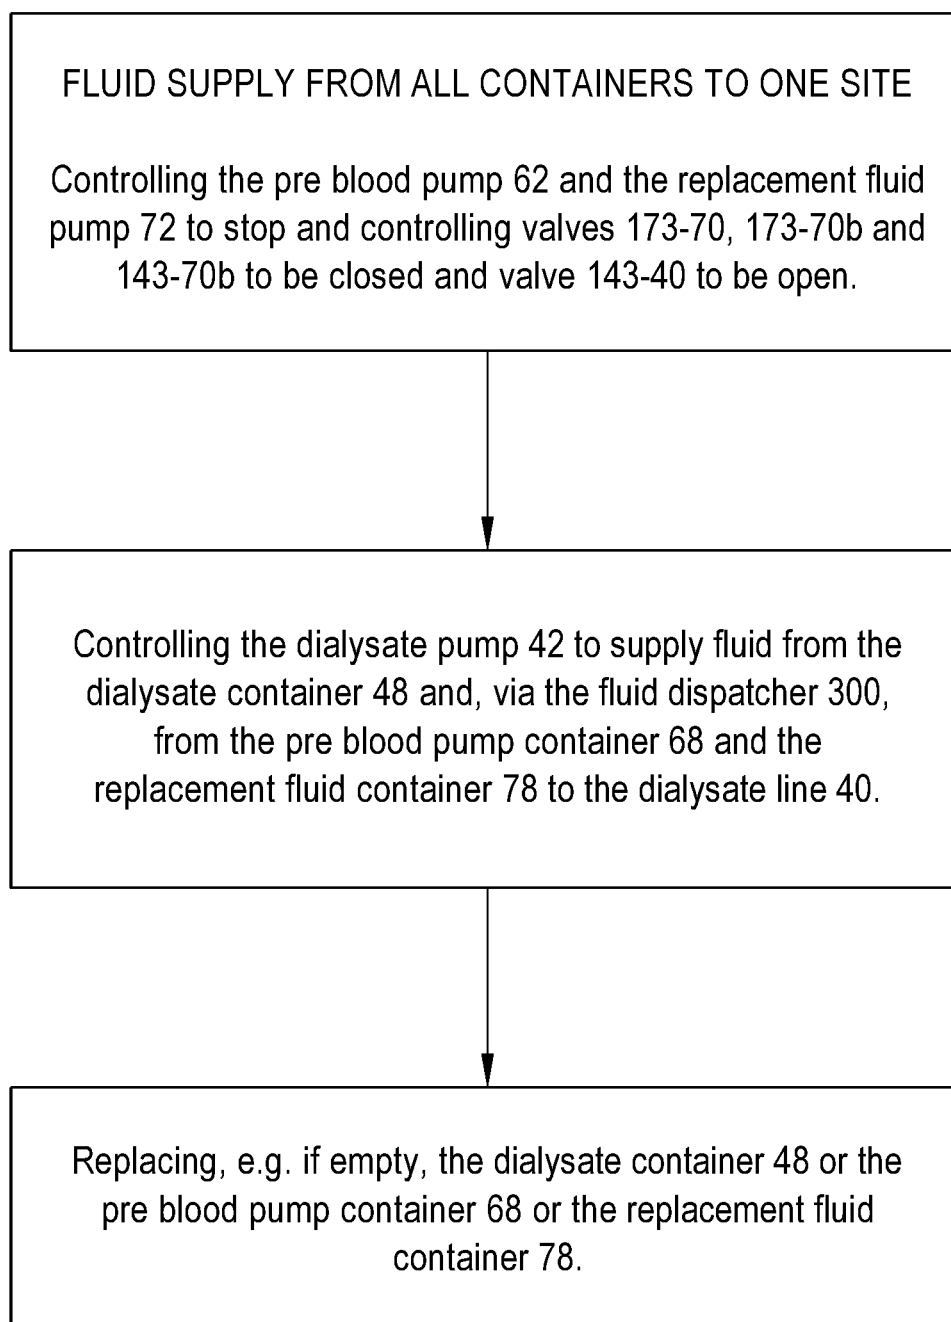 FLUID SUPPLY FROM ALL CONTAINERS TO ONE SITE
Controlling the pre blood pump 62 and the replacement fluid
pump 72 to stop and controlling valves 173-70, 173-70b and
143-70b to be closed and valve 143-40 to be open.
Controlling the dialysate pump 42 to supply fluid from the
dialysate container 48 and, via the fluid dispatcher 300,
from the pre blood pump container 68 and the
replacement fluid container 78 to the dialysate line 40.
Replacing, e.g. if empty, the dialysate container 48 or the
pre blood pump container 68 or the replacement fluid
container 78.